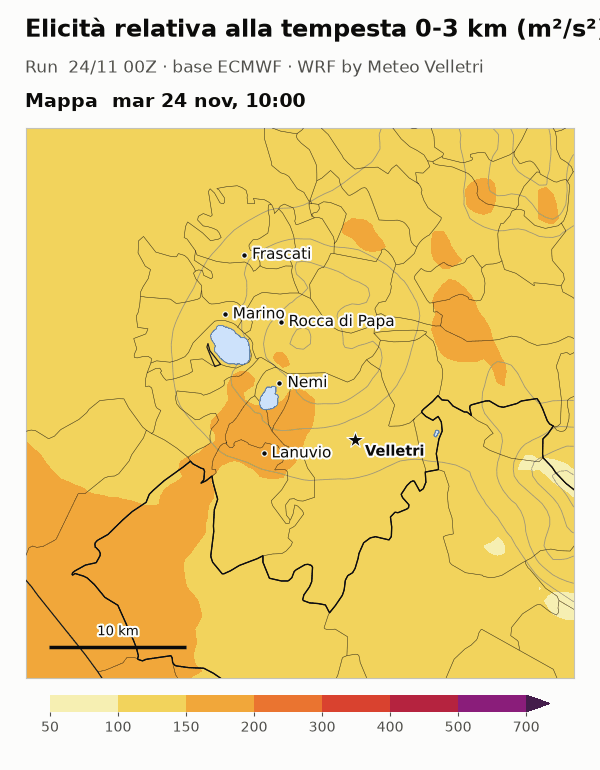 Elicità relativa alla tempesta 0-3 km (m²/s²)
Run 24/11 00Z · base ECMWF · WRF by Meteo Velletri
Mappa mar 24 nov, 10:00
Frascati
Marino
Rocca di Papa
Nemi
Velletri
Lanuvio
10 km
50 100 150 200 300 400 500 700